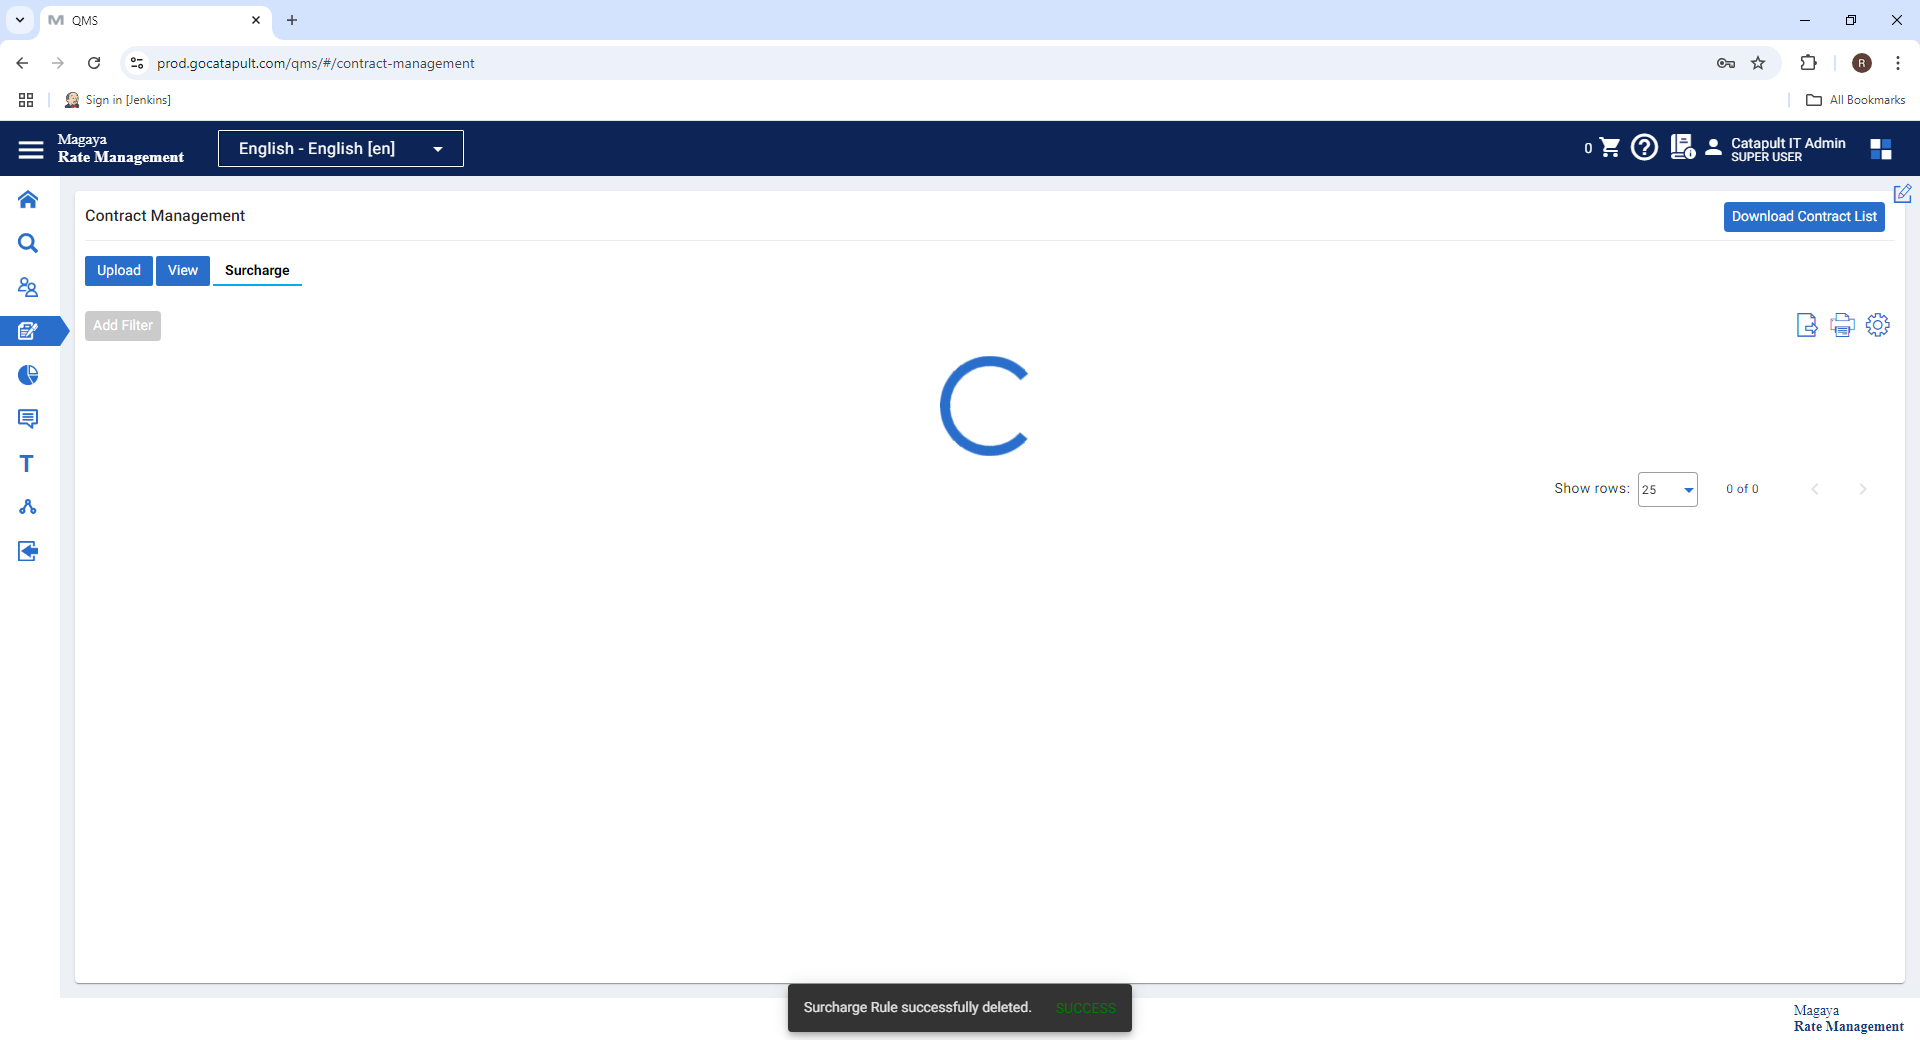 QMS
prod.gocatapult.com/qms/#/contract-management
R
Sign in [Jenkins]
All Bookmarks
Magaya
Rate Management
English - English [en]
0
Catapult IT Admin
SUPER USER
Contract Management
Download Contract List
Upload
View
Surcharge
Add Filter
Show rows:
25
0 of 0
T
Surcharge Rule successfully deleted.
SUCCESS
Magaya
Rate Management